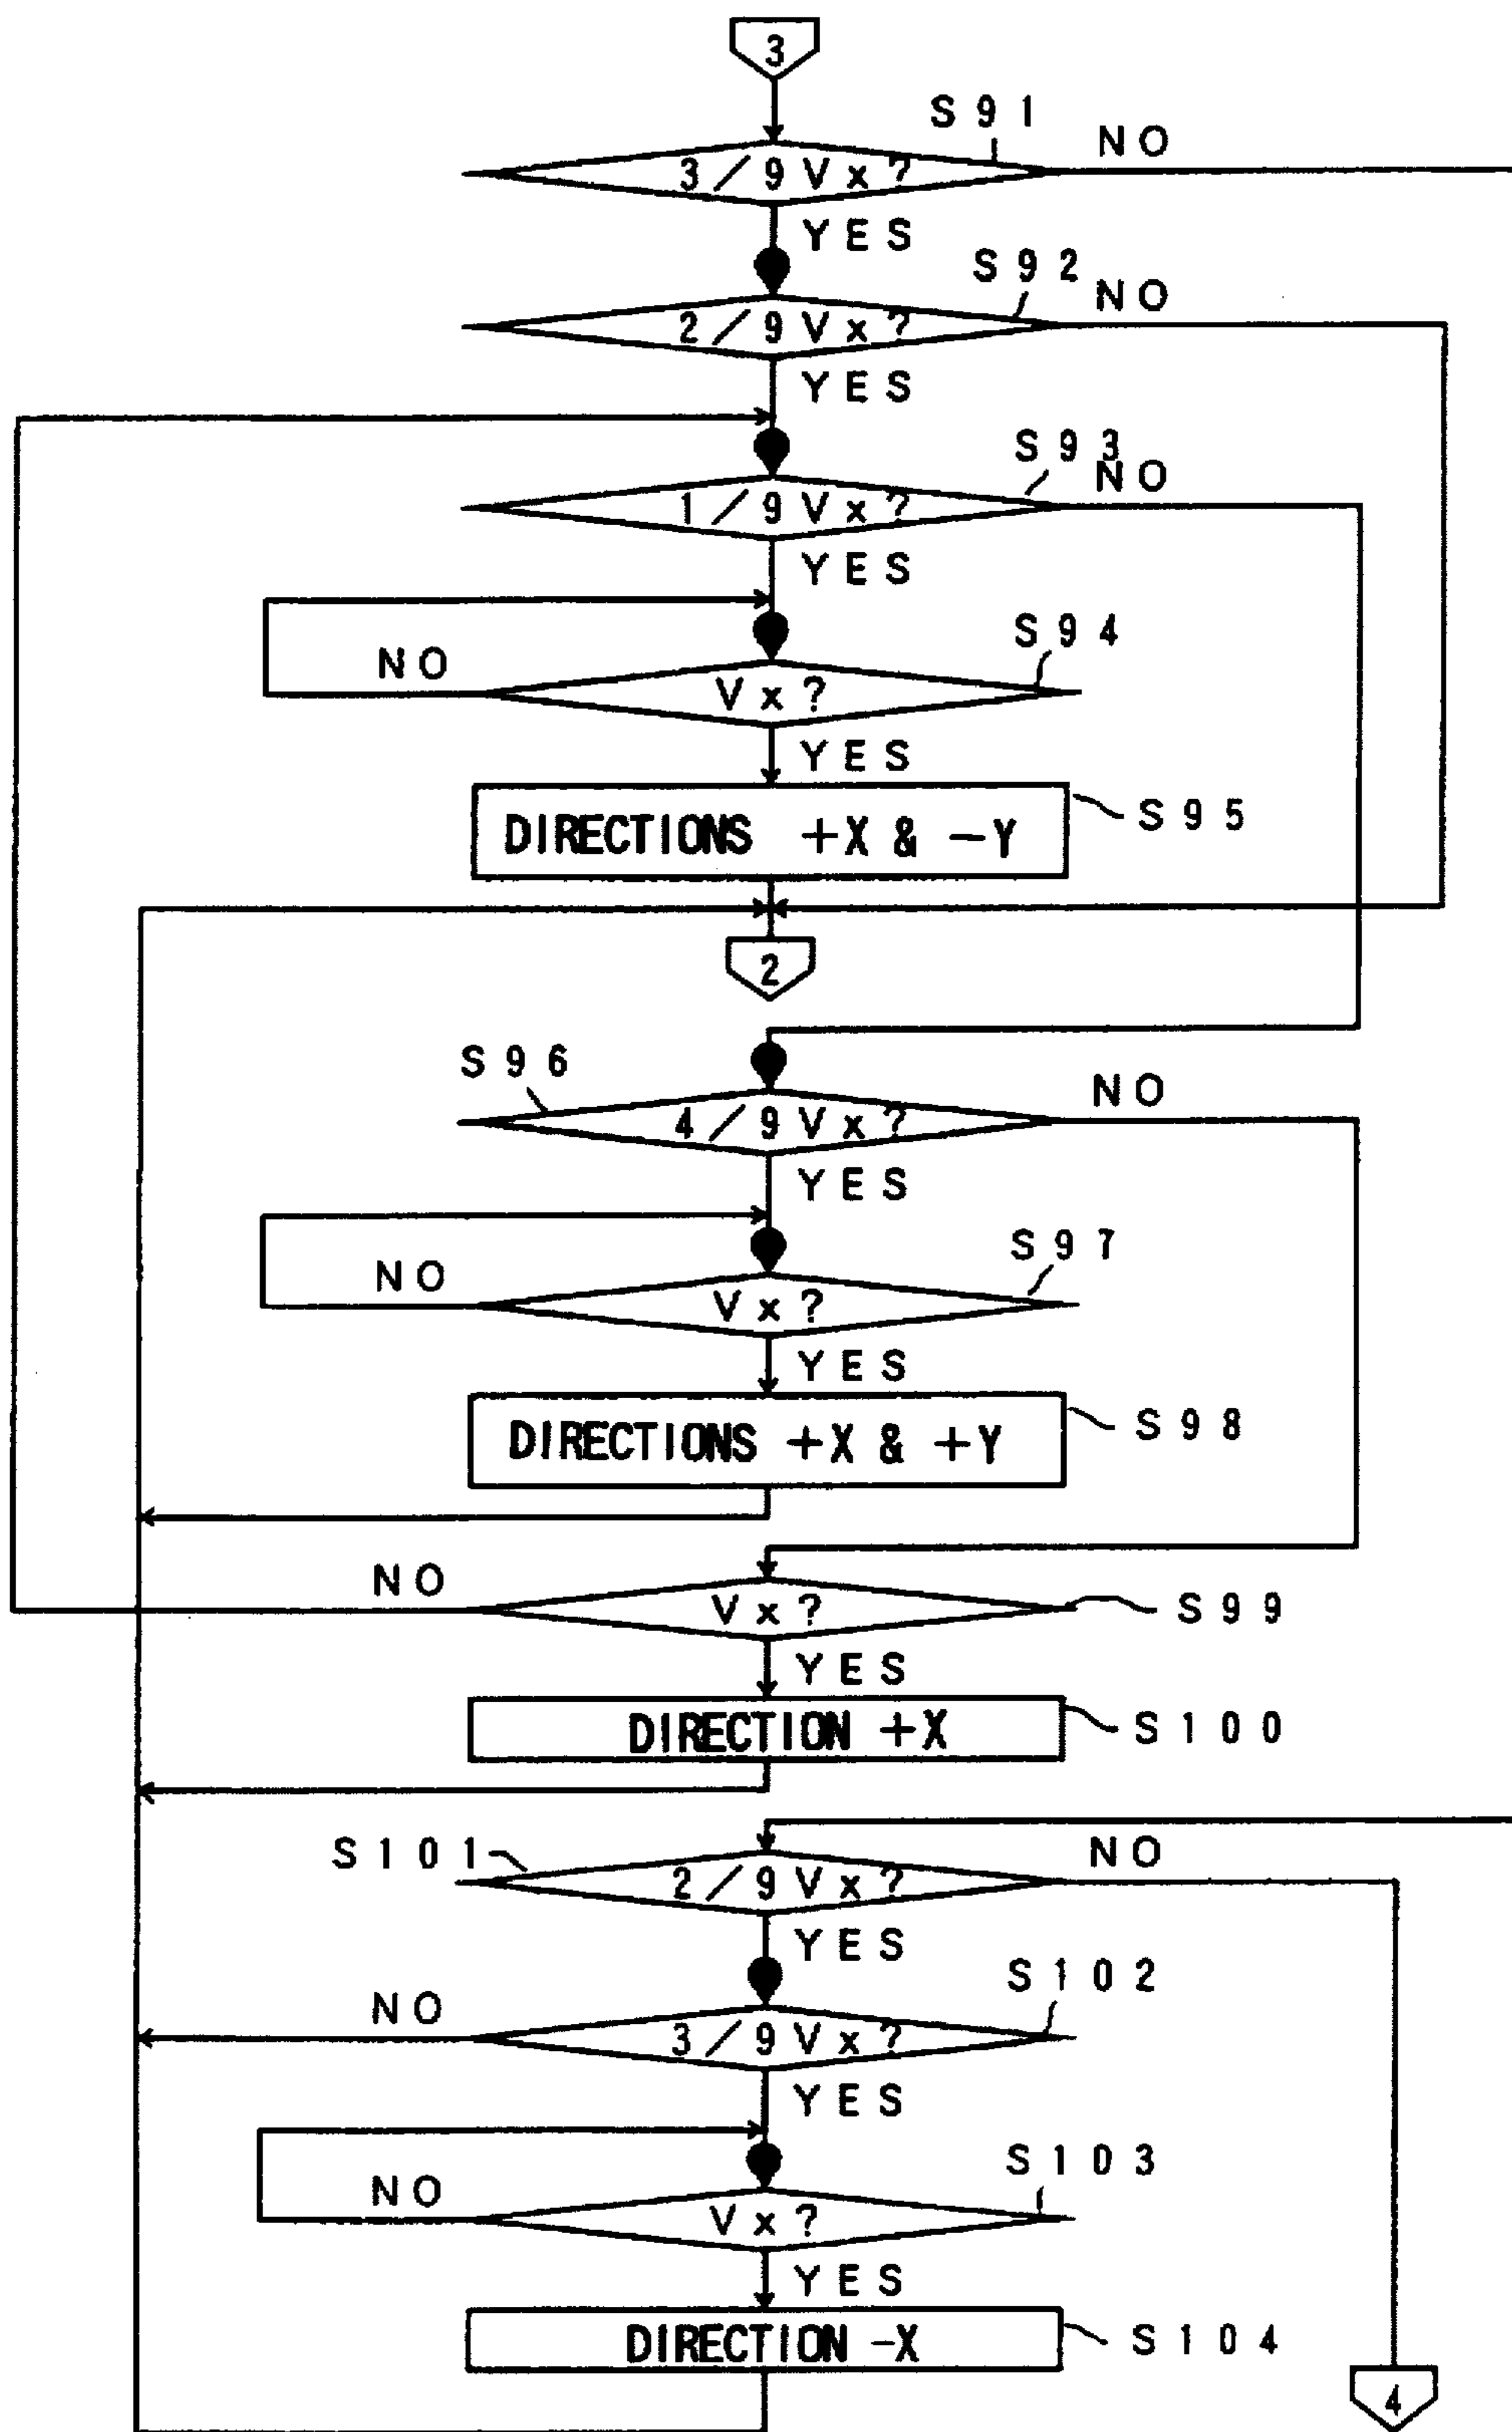 3
S91
NO
3/9Vx?
YES
S92
NO
2/9Vx?
YES
S93
NO
1/9Vx?
YES
S94
NO
Vx?
YES
S95
DIRECTIONS +X & -Y
2
S96
NO
4/9Vx?
YES
S97
NO
Vx?
YES
S98
DIRECTIONS +X & +Y
NO
Vx?
S99
YES
DIRECTION +X
S100
S101
NO
2/9Vx?
YES
S102
NO
3/9Vx?
YES
S103
NO
Vx?
YES
DIRECTION -X
S104
4